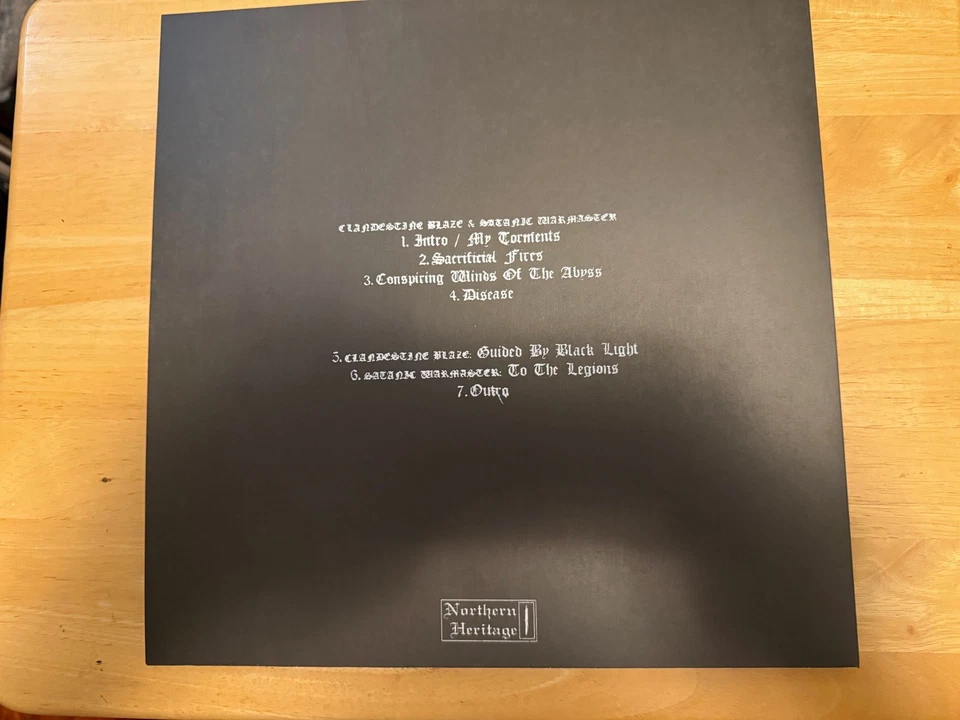 CLANDESTINE BLAZE & SATANIC WARMASTER
1. Intro / My Torments
2. Sacrificial Fires
3. Conspiring Winds Of The Abyss
4. Disease
5. CLANDESTINE BLAZE: Guided By Black Light
6. SATANIC WARMASTER: To The Legions
7. Outro
Northern
Heritage